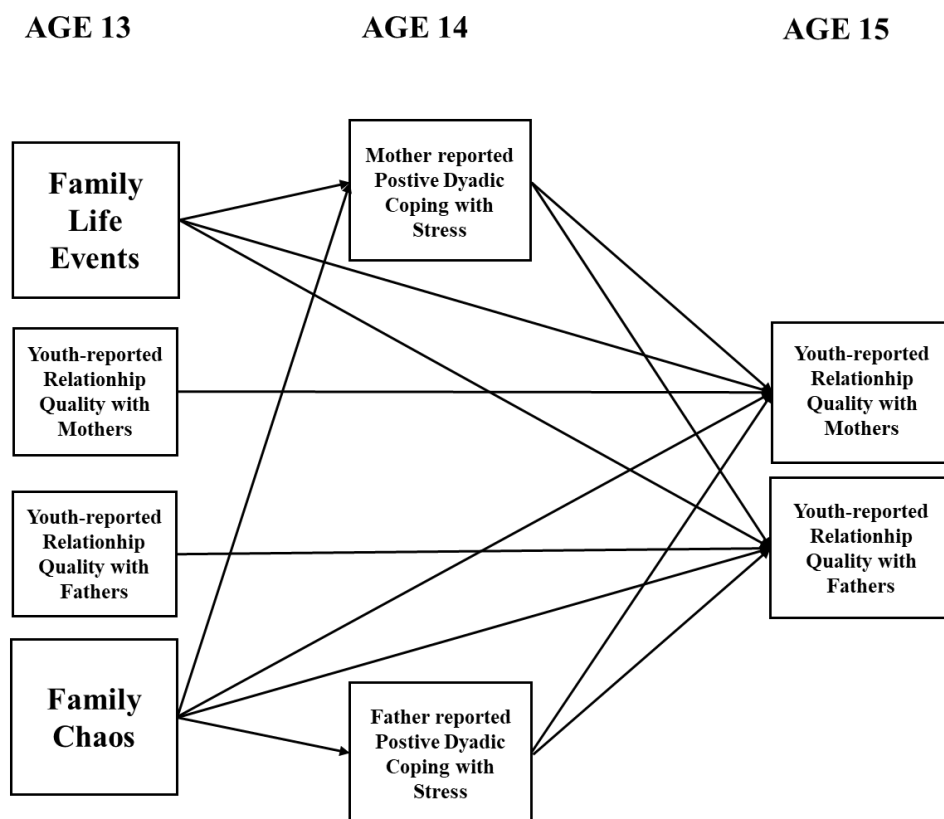 AGE 13
AGE 14
AGE 15
Family
Life
Events
Youth-reported
Relationhip
Quality with
Mothers
Youth-reported
Relationhip
Quality with
Fathers
Family
Chaos
Mother reported
Postive Dyadic
Coping with
Stress
Father reported
Postive Dyadic
Coping with
Stress
Youth-reported
Relationhip
Quality with
Mothers
Youth-reported
Relationhip
Quality with
Fathers